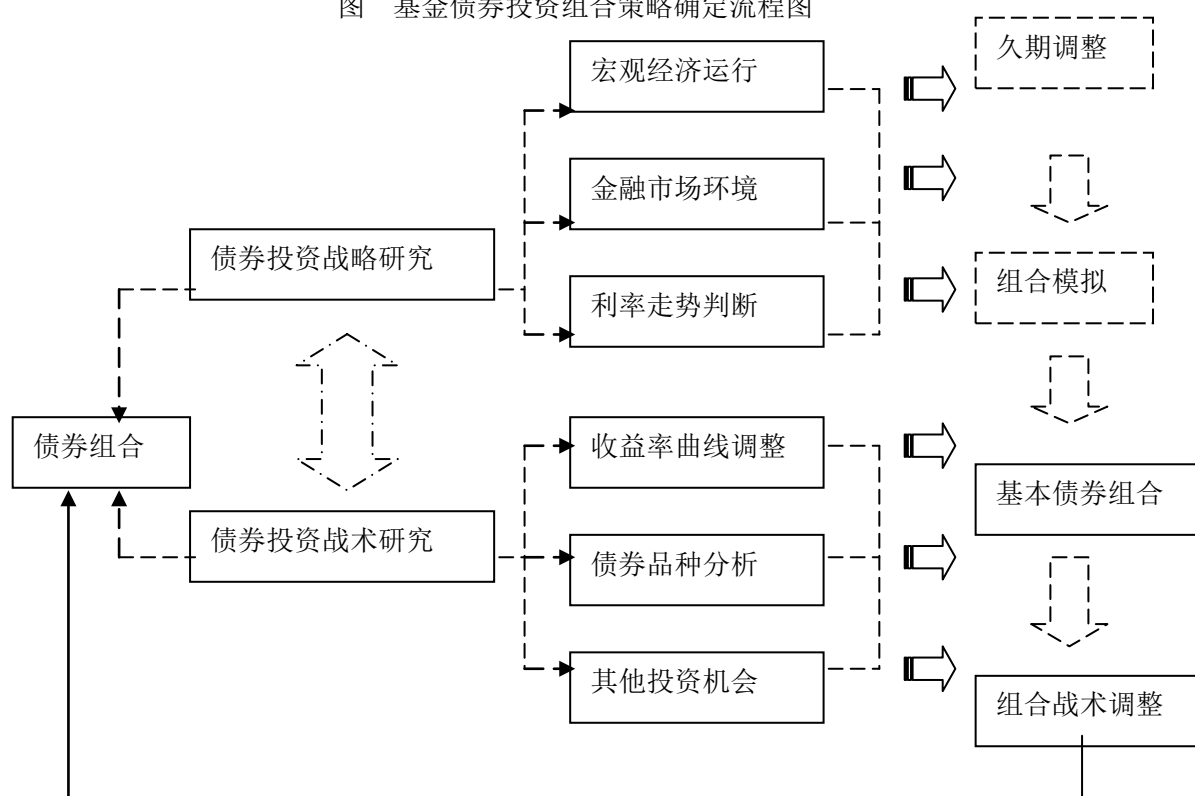 图 基金债券投资组合策略确定流程图
久期调整
宏观经济运行
金融市场环境
债券投资战略研究
利率走势判断
组合模拟
债券组合
收益率曲线调整
基本债券组合
债券投资战术研究
债券品种分析
其他投资机会
组合战术调整